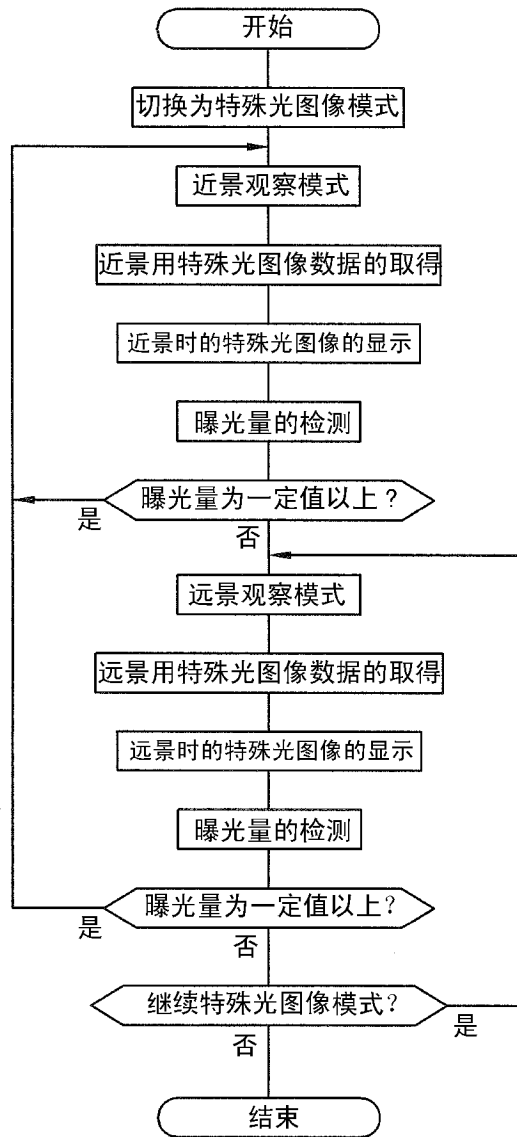 开始
切换为特殊光图像模式
近景观察模式
近景用特殊光图像数据的取得
近景时的特殊光图像的显示
曝光量的检测
曝光量为一定值以上？
是
否
远景观察模式
远景用特殊光图像数据的取得
远景时的特殊光图像的显示
曝光量的检测
曝光量为一定值以上?
是
否
继续特殊光图像模式?
是
否
结束